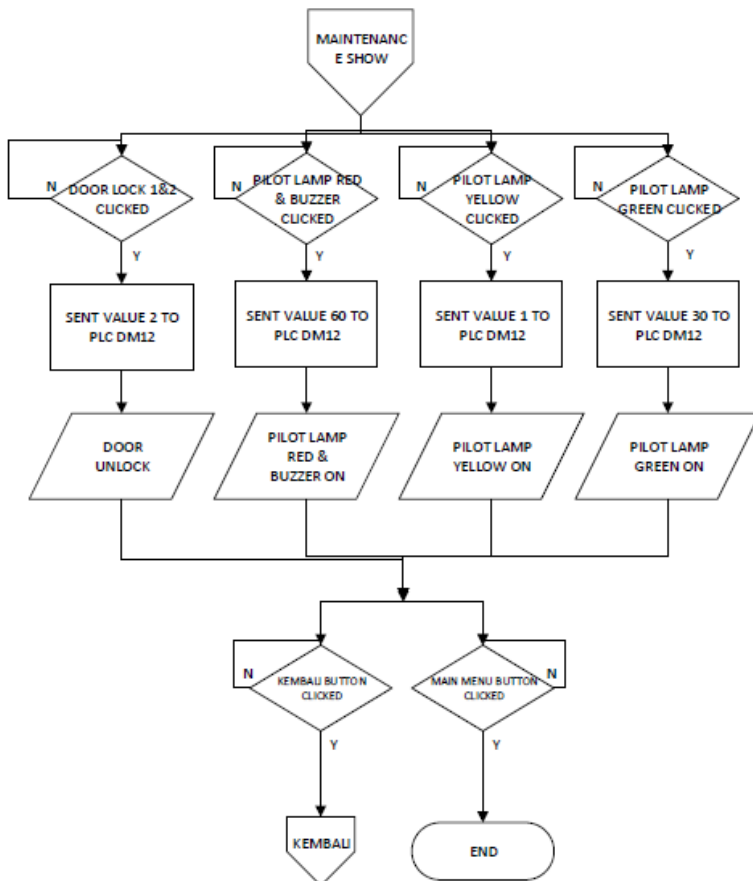 MAINTENANC
E SHOW
N
DOOR LOCK 1&2
CLICKED
Y
N
PILOT LAMP RED
& BUZZER
CLICKED
Y
N
PILOT LAMP
YELLOW
CLICKED
Y
N
PILOT LAMP
GREEN CLICKED
Y
SENT VALUE 2 TO
PLC DM12
SENT VALUE 60 TO
PLC DM12
SENT VALUE 1 TO
PLC DM12
SENT VALUE 30 TO
PLC DM12
DOOR
UNLOCK
PILOT LAMP
RED &
BUZZER ON
PILOT LAMP
YELLOW ON
PILOT LAMP
GREEN ON
N
KEMBALI BUTTON
CLICKED
Y
MAIN MENU BUTTON
CLICKED
N
Y
KEMBALI
END